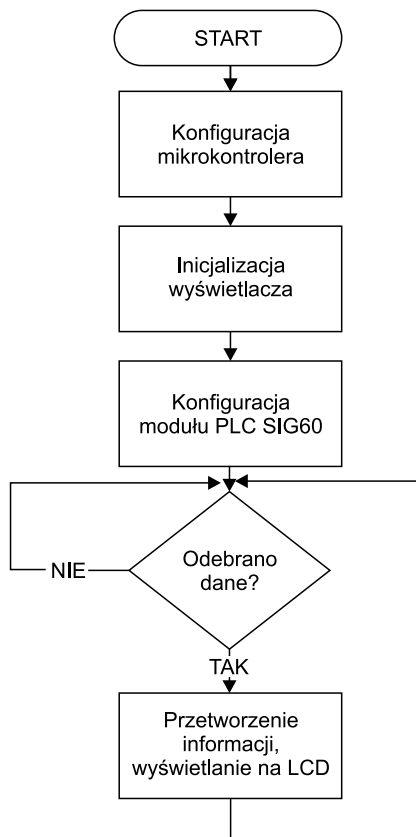 START
Konfiguracja
mikrokontrolera
Inicjalizacja
wyświetlacza
Konfiguracja
modułu PLC SIG60
Odebrano
dane?
NIE
TAK
Przetworzenie
informacji,
wyświetlanie na LCD